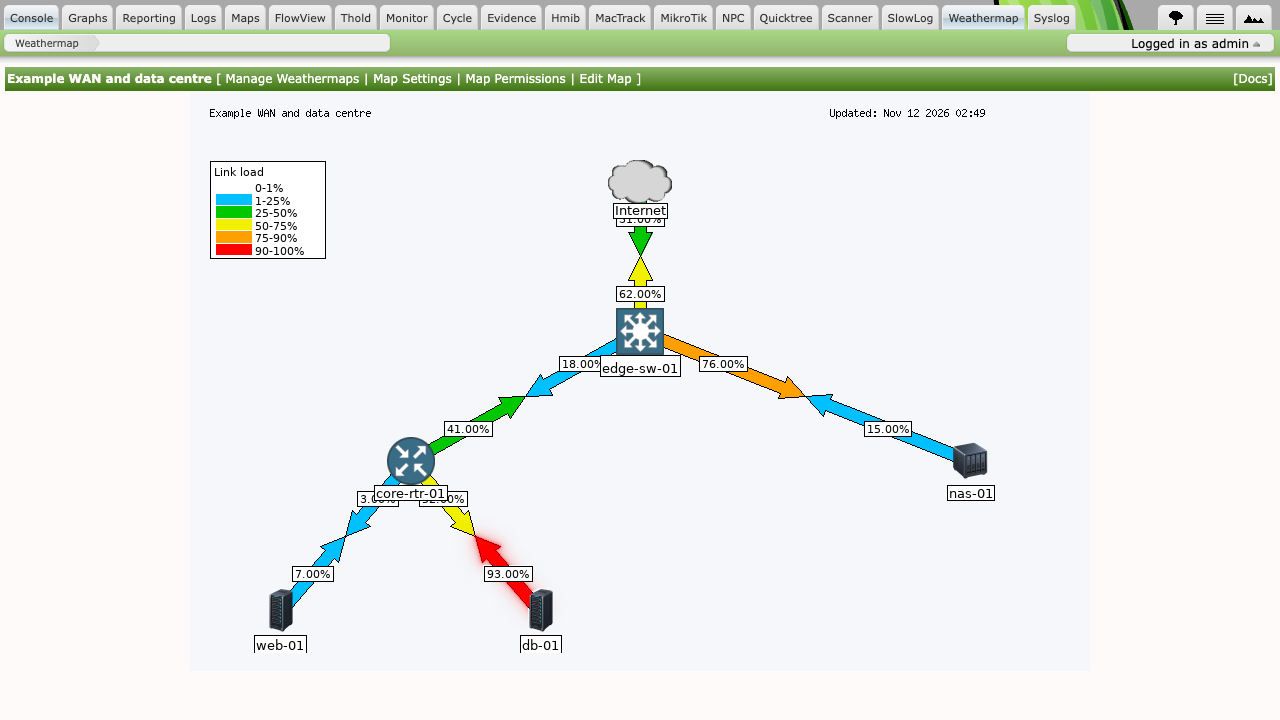 Console Graphs Reporting Logs Maps FlowView Thold Monitor Cycle Evidence Hmib MacTrack MikroTik NPC Quicktree Scanner SlowLog Weathermap Syslog
Weathermap Logged in as admin
Example WAN and data centre [ Manage Weathermaps | Map Settings | Map Permissions | Edit Map ] [Docs]
Example WAN and data centre Updated: Nov 12 2026 02:49
Link load
0-1%
1-25%
25-50%
50-75%
75-90%
90-100%
Internet
62.00%
18.00%
edge-sw-01
76.00%
41.00%
15.00%
core-rtr-01
nas-01
7.00%
93.00%
web-01
db-01